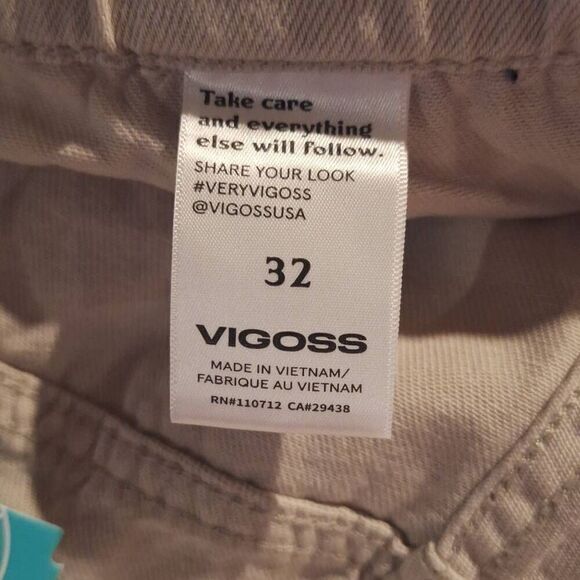 Take care
and everything
else will follow.
SHARE YOUR LOOK
#VERYVIGOSS
@VIGOSSUSA
32
VIGOSS
MADE IN VIETNAM/
FABRIQUE AU VIETNAM
RN#110712 CA#29438